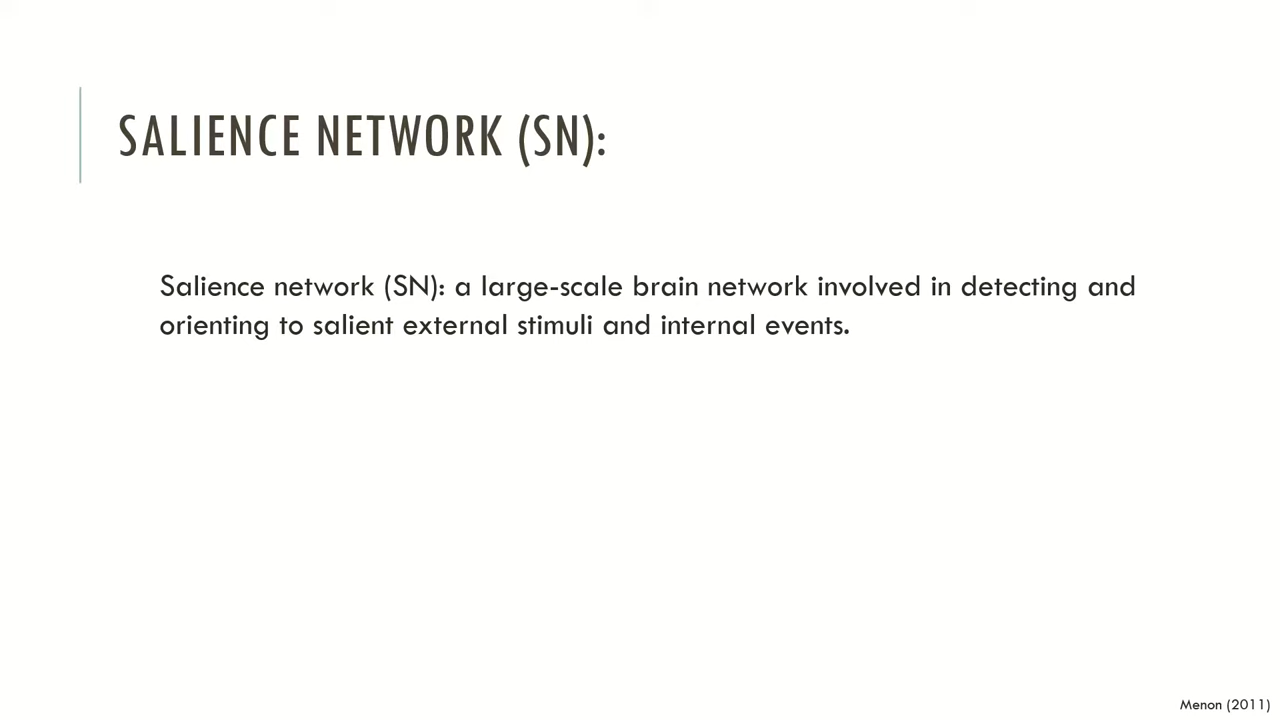 SALIENCE NETWORK (SN):
Salience network (SN): a large-scale brain network involved in detecting and
orienting to salient external stimuli and internal events.
Menon (2011)